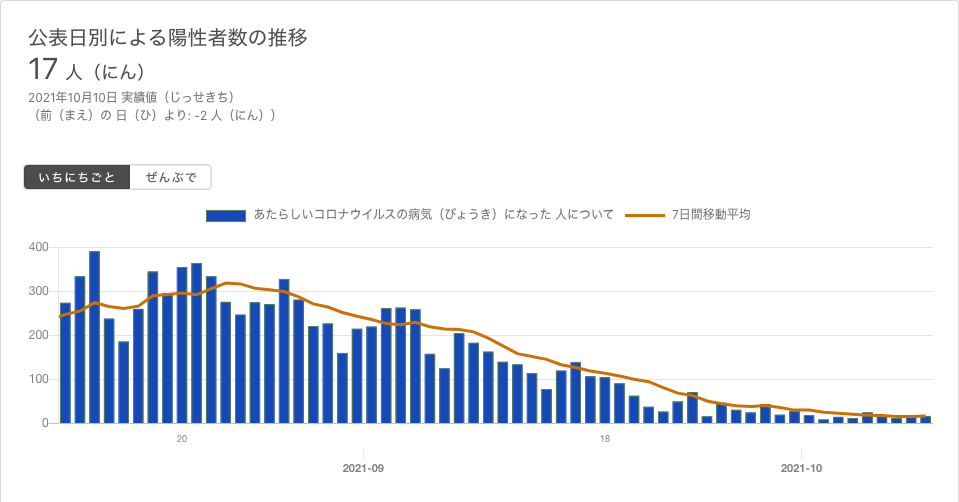 公表日別による陽性者数の推移
17 人（にん）
2021年10月10日 実績値（じっせきち）
（前（まえ）の 日（ひ）より: -2 人（にん））
いちにちごと ぜんぶで
あたらしいコロナウイルスの病気（びょうき）になった 人について 7日間移動平均
400
300
200
100
0
20 18
2021-09 2021-10